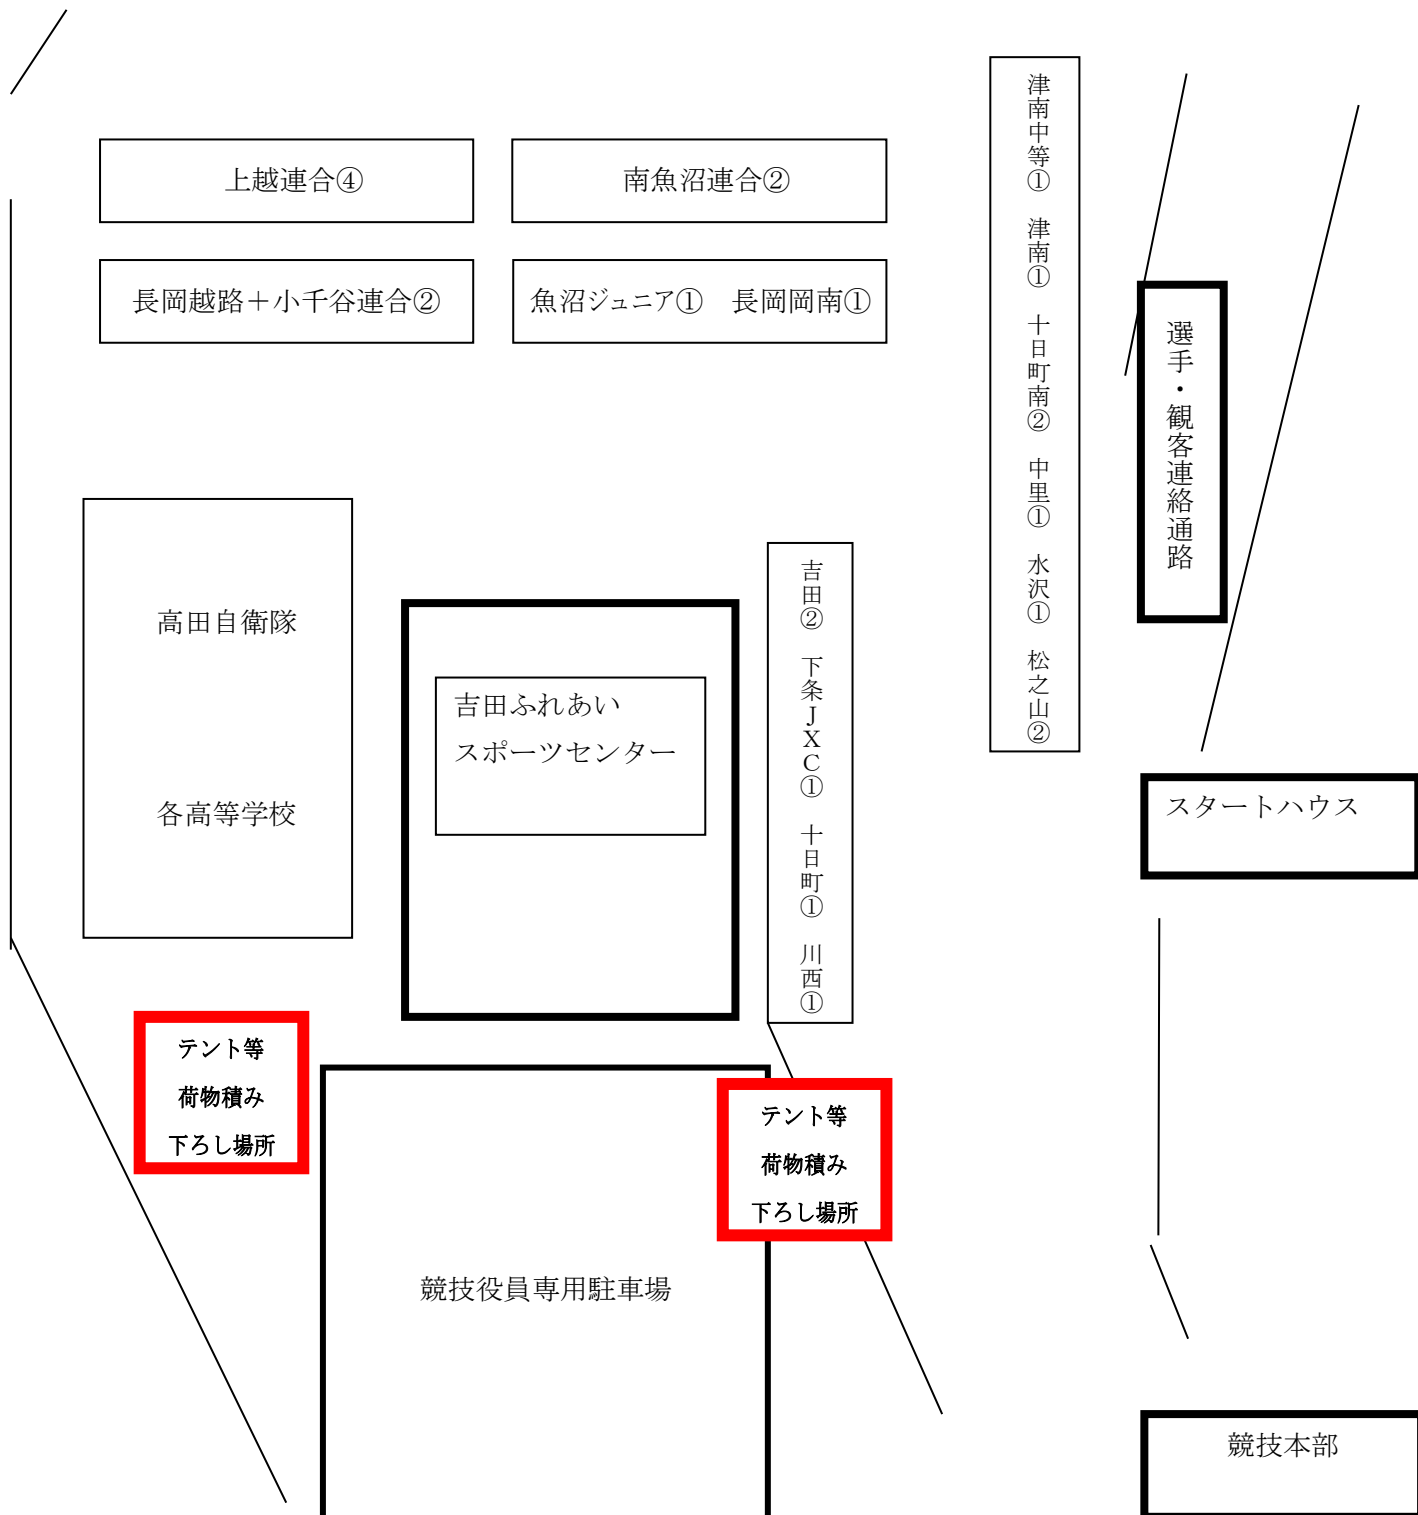 上越連合④
南魚沼連合②
長岡越路＋小千谷連合②
魚沼ジュニア①　長岡岡南①
津南中等①　津南①　十日町南②　中里①　水沢①　松之山②
選手・観客連絡通路
高田自衛隊
各高等学校
吉田ふれあい
スポーツセンター
吉田②　下条ＪＸＣ①　十日町①　川西①
スタートハウス
テント等
荷物積み
下ろし場所
テント等
荷物積み
下ろし場所
競技役員専用駐車場
競技本部